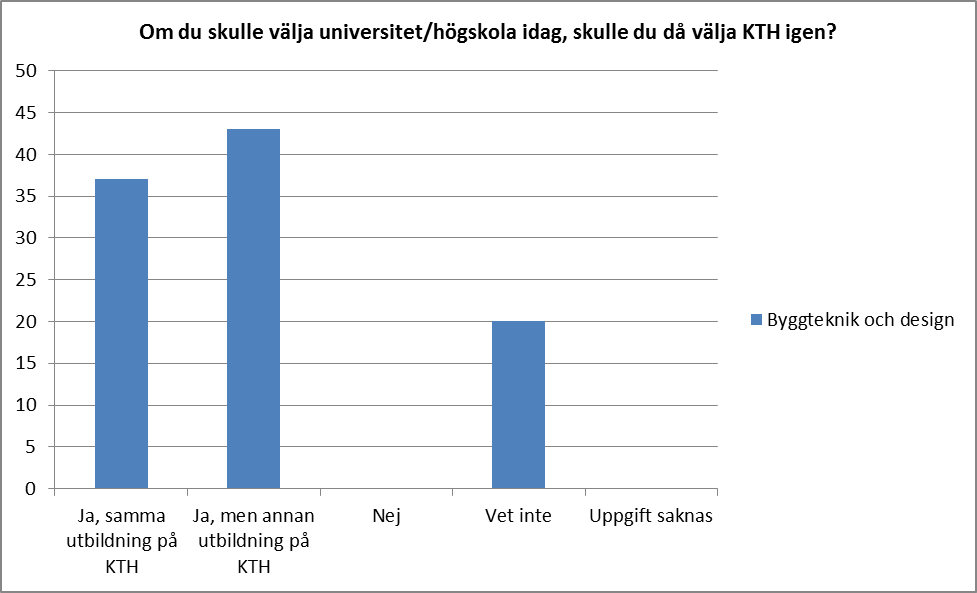 Om du skulle välja universitet/högskola idag, skulle du då välja KTH igen?
50
45
40
35
30
25
20
15
10
5
0
Ja, samma
utbildning på
KTH
Ja, men annan
utbildning på
KTH
Nej
Vet inte
Uppgift saknas
Byggteknik och design